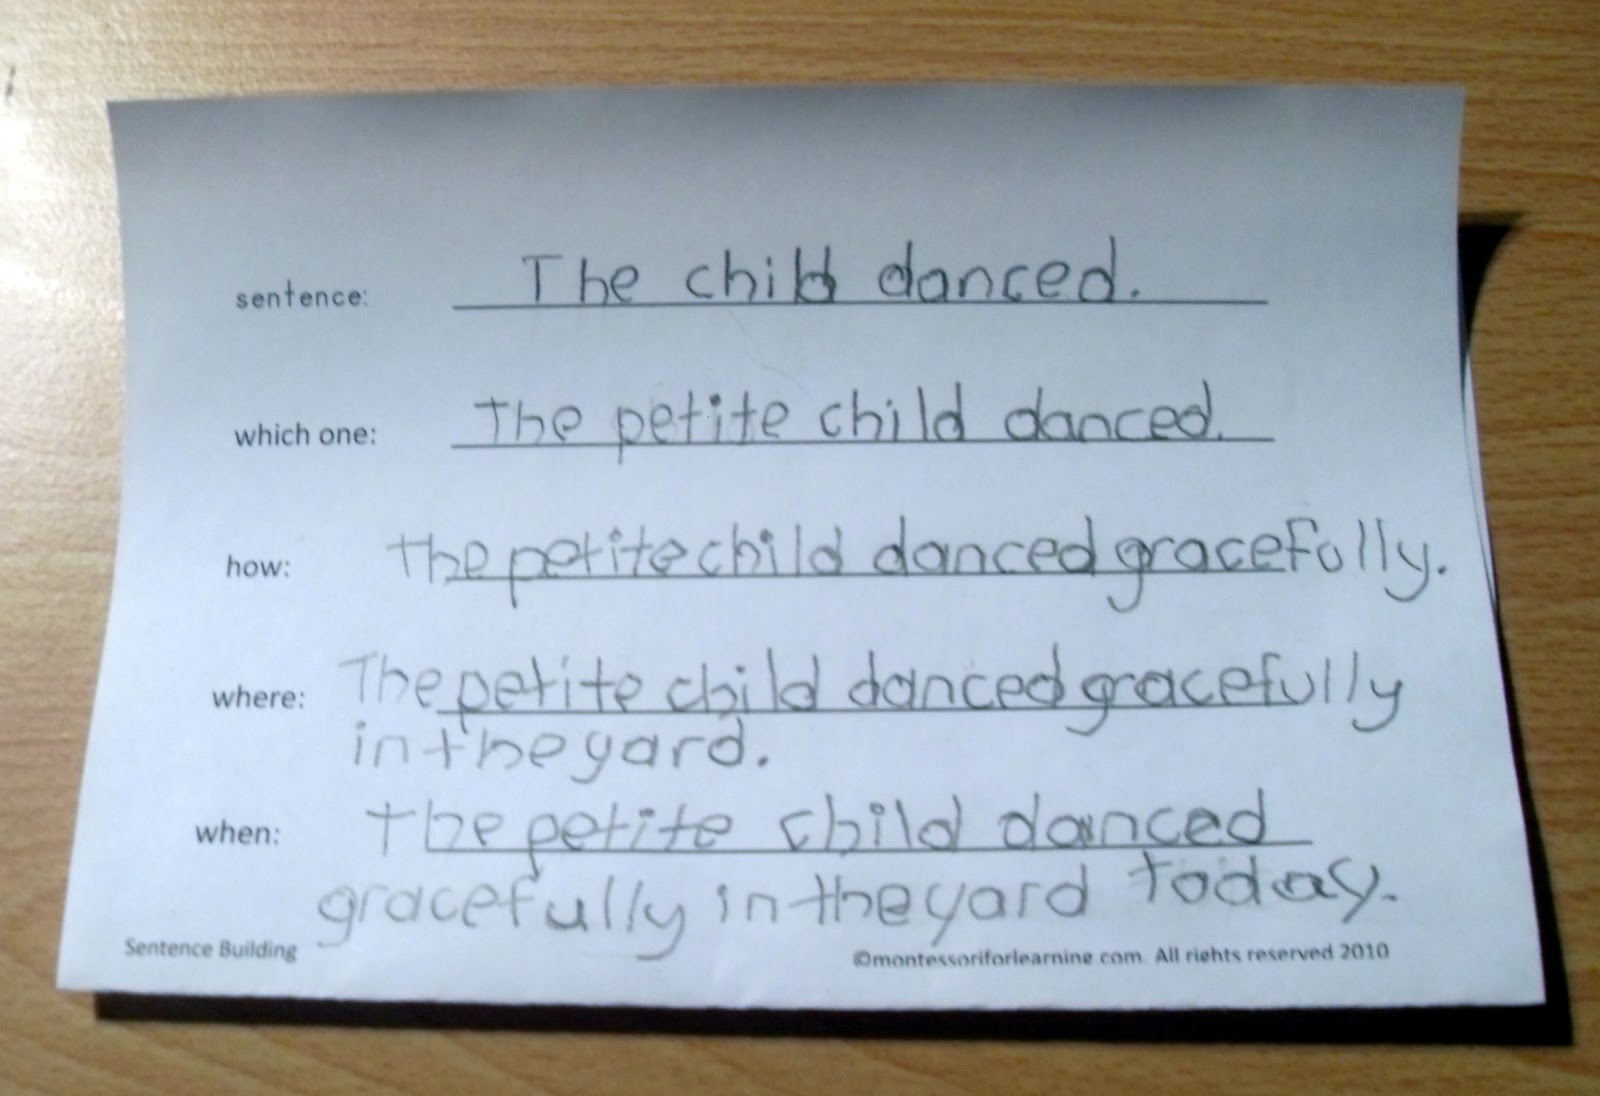 sentence: The child danced.
which one: The petite child danced.
how: the petite child danced gracefully.
where: The petite child danced gracefully
in the yard.
when: the petite child danced
gracefully in the yard today.
Sentence Building ©montessoriforlearning.com. All rights reserved 2010